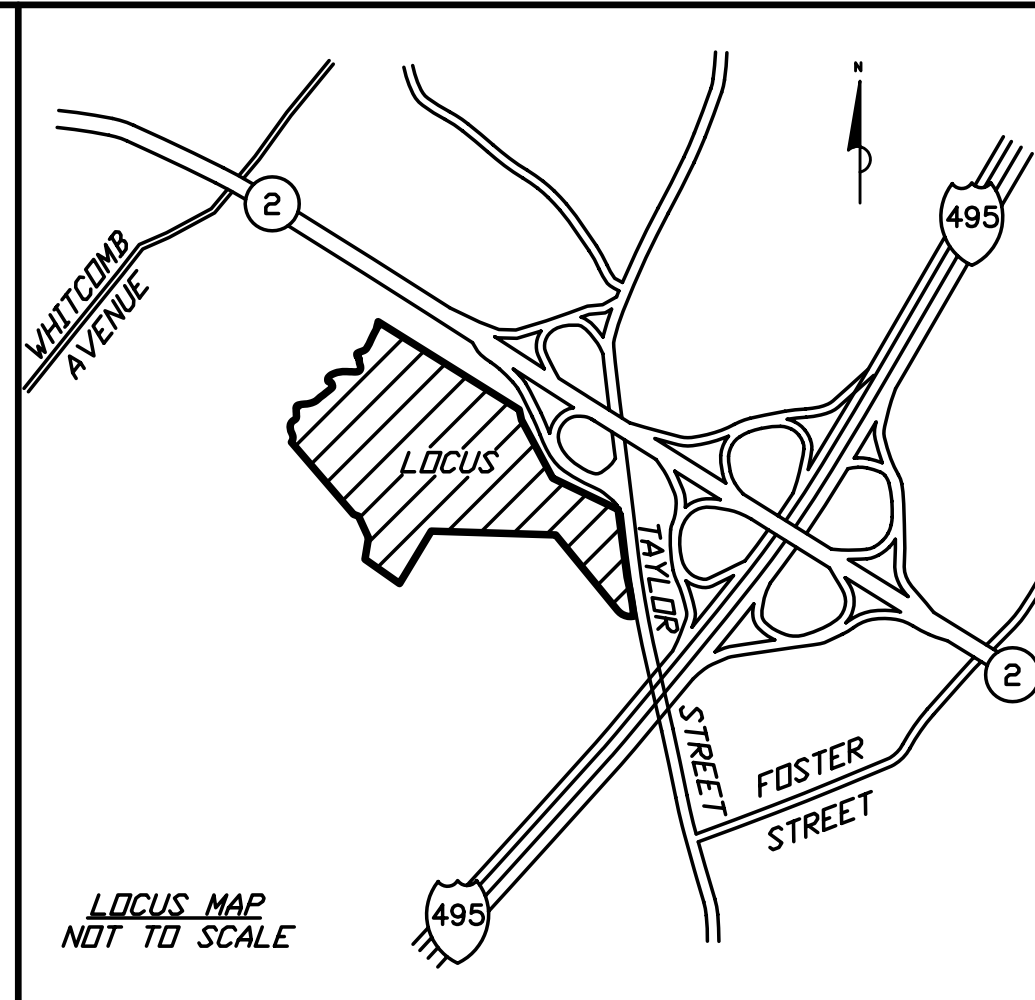 N
2
495
WHITCOMB
AVENUE
LOCUS
TAYLOR
STREET
2
FOSTER
STREET
495
LOCUS MAP
NOT TO SCALE